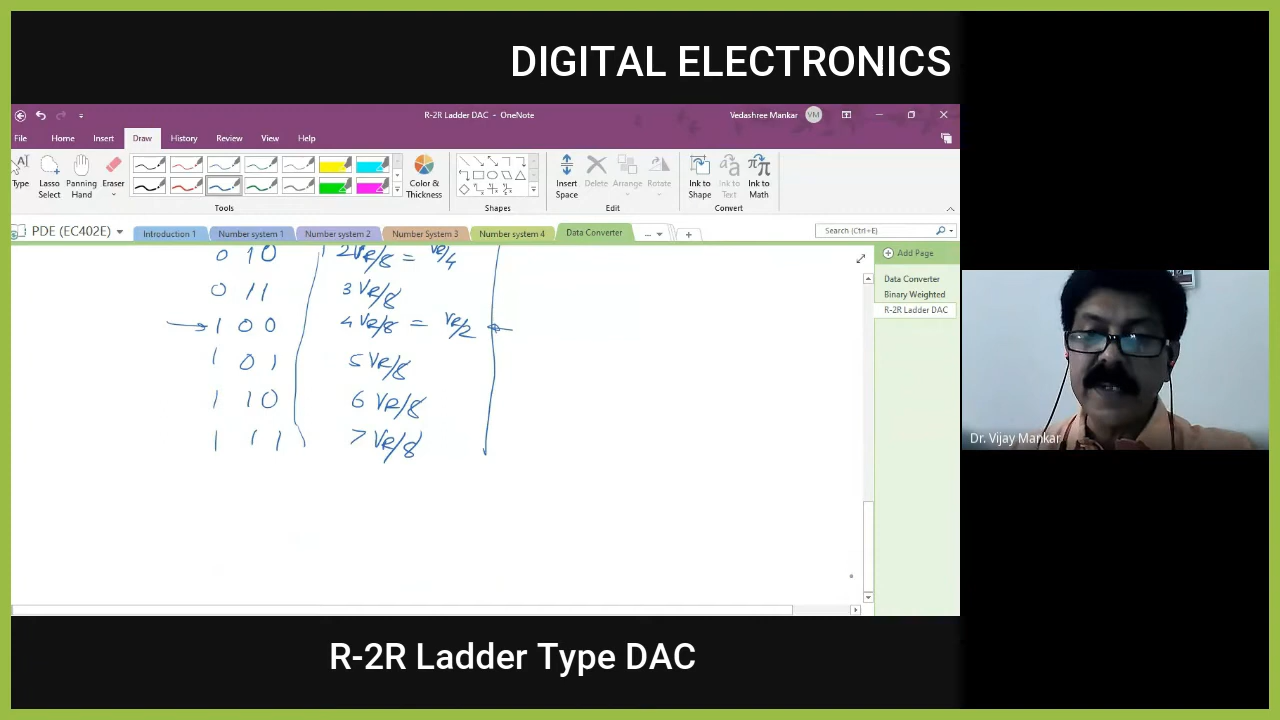 DIGITAL ELECTRONICS
R-2R Ladder DAC - OneNote
Vedashree Mankar VM
File Home Insert Draw History Review View Help
Type
Lasso Select
Panning Hand
Eraser
Color & Thickness
Insert Space
Delete
Arrange
Rotate
Ink to Shape
Ink to Text
Ink to Math
Tools Shapes Edit Convert
PDE (EC402E) Introduction 1 Number system 1 Number system 2 Number System 3 Number system 4 Data Converter ... Search (Ctrl+E)
Add Page
Data Converter
Binary Weighted
R-2R Ladder DAC
0 1 0 2VR/8 = VR/4
0 1 1 3 VR/8
1 0 0 4 VR/8 = VR/2
1 0 1 5 VR/8
1 1 0 6 VR/8
1 1 1 7 VR/8
Dr. Vijay Mankar
R-2R Ladder Type DAC